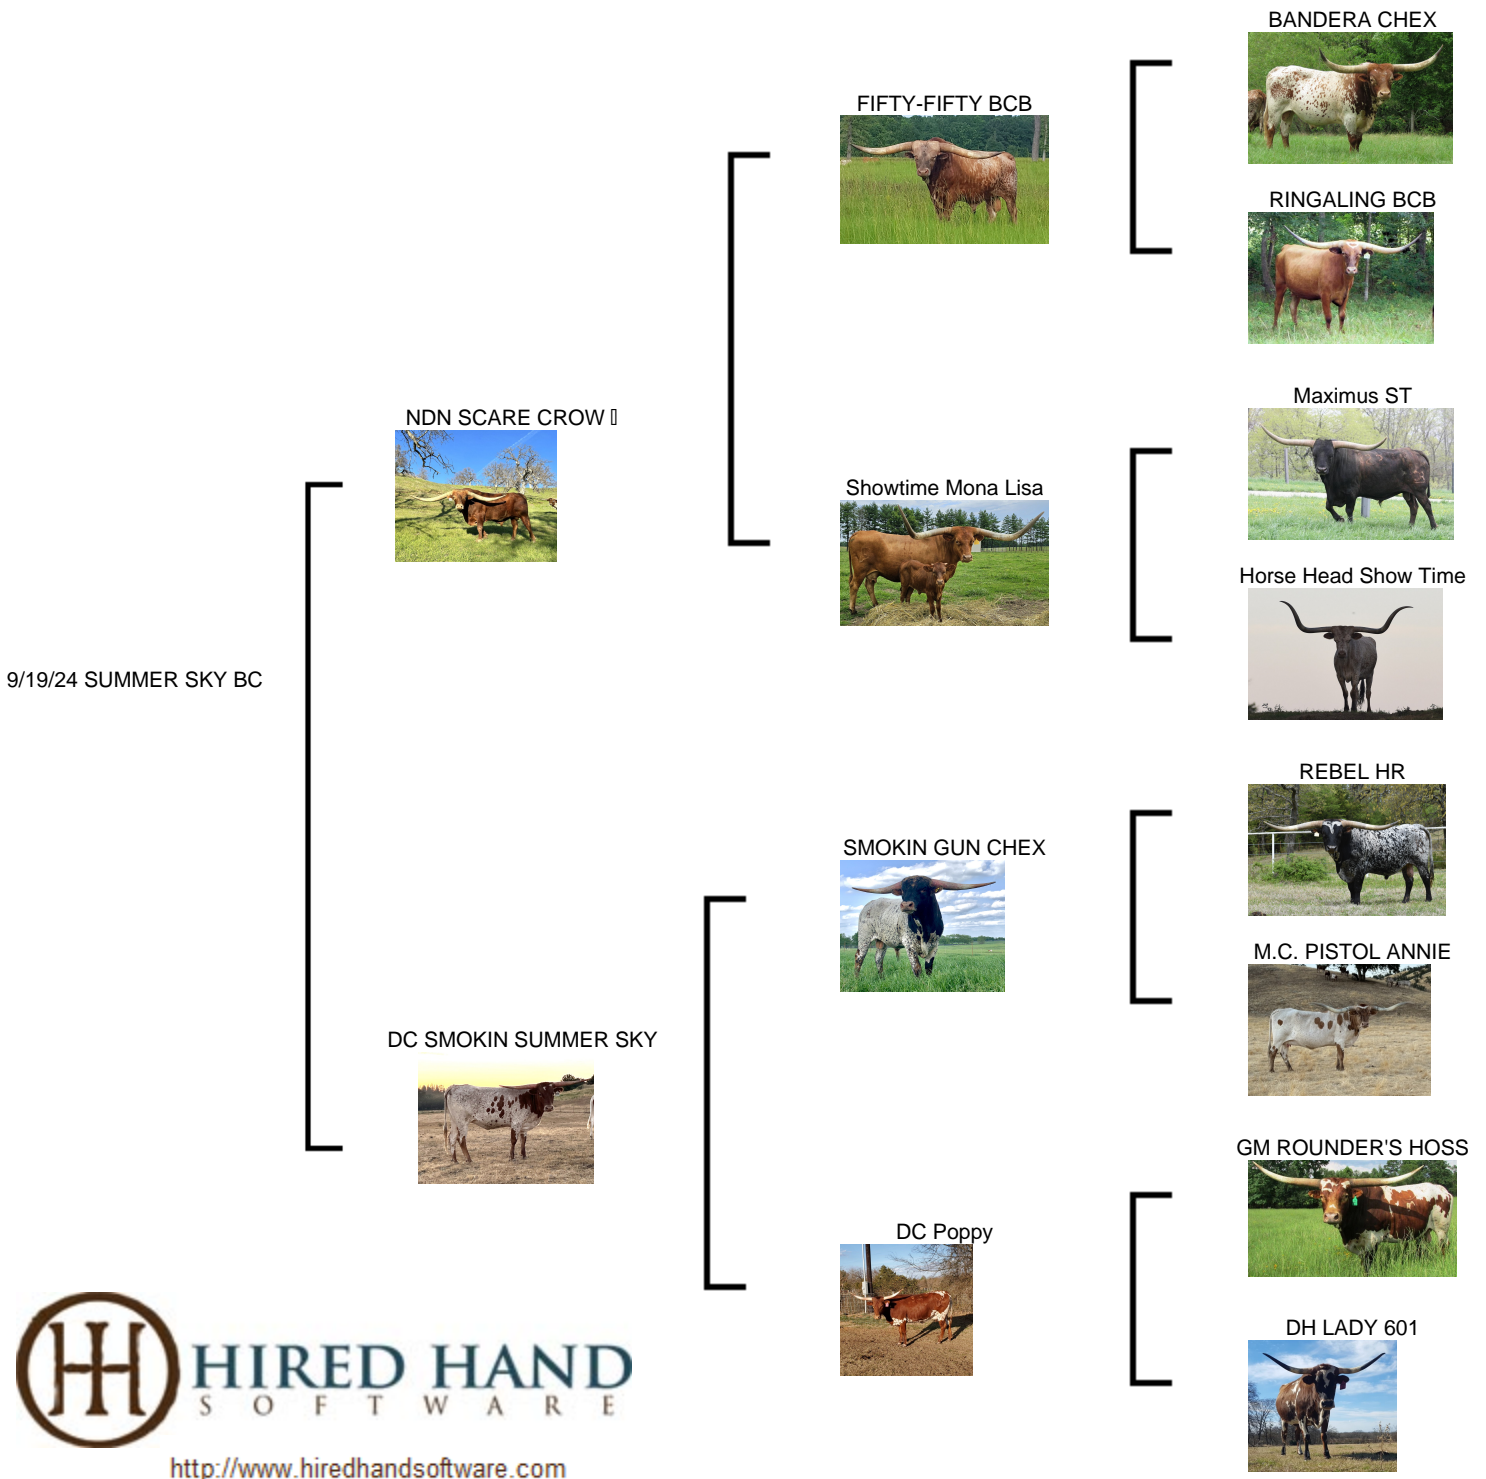 BANDERA CHEX
FIFTY-FIFTY BCB
RINGALING BCB
Maximus ST
NDN SCARE CROW ▯
Showtime Mona Lisa
Horse Head Show Time
9/19/24 SUMMER SKY BC
REBEL HR
SMOKIN GUN CHEX
M.C. PISTOL ANNIE
DC SMOKIN SUMMER SKY
GM ROUNDER'S HOSS
DC Poppy
DH LADY 601
HIRED HAND
SOFTWARE
http://www.hiredhandsoftware.com